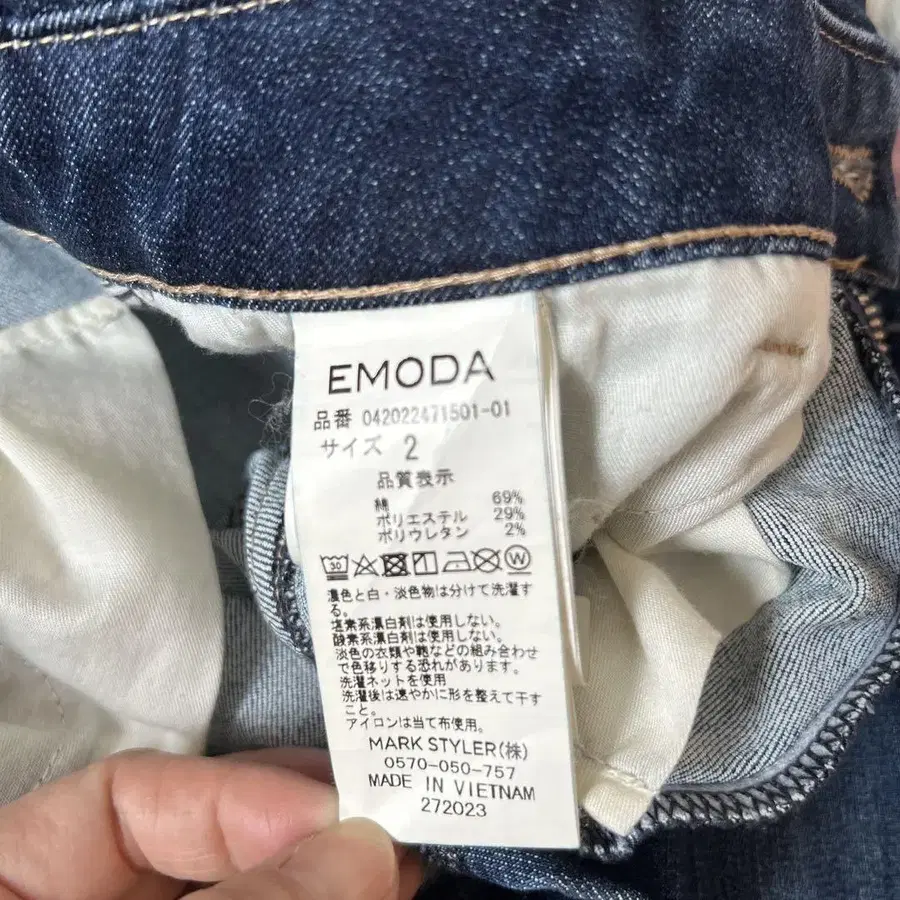 EMODA
品番 042022471501-01
サイズ 2
品質表示
綿 69%
ポリエステル 29%
ポリウレタン 2%
30 W
濃色と白・淡色物は分けて洗濯す
る。
塩素系漂白剤は使用しない。
酸素系漂白剤は使用しない。
淡色の衣類や鞄などの組み合わせ
で色移りする恐れがあります。
洗濯ネットを使用
洗濯後は速やかに形を整えて干す
こと。
アイロンは当て布使用。
MARK STYLER(株)
0570-050-757
MADE IN VIETNAM
272023